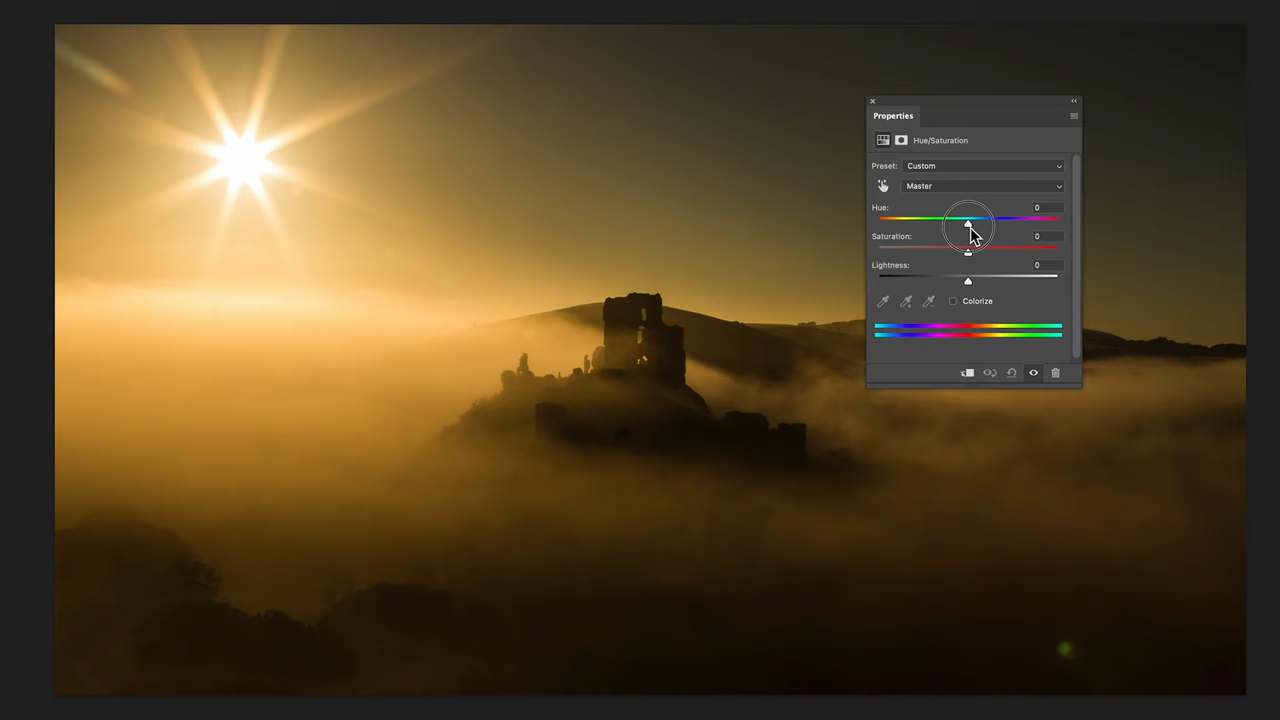 Properties
Hue/Saturation
Preset: Custom
Master
Hue: 0
Saturation: 0
Lightness: 0
Colorize